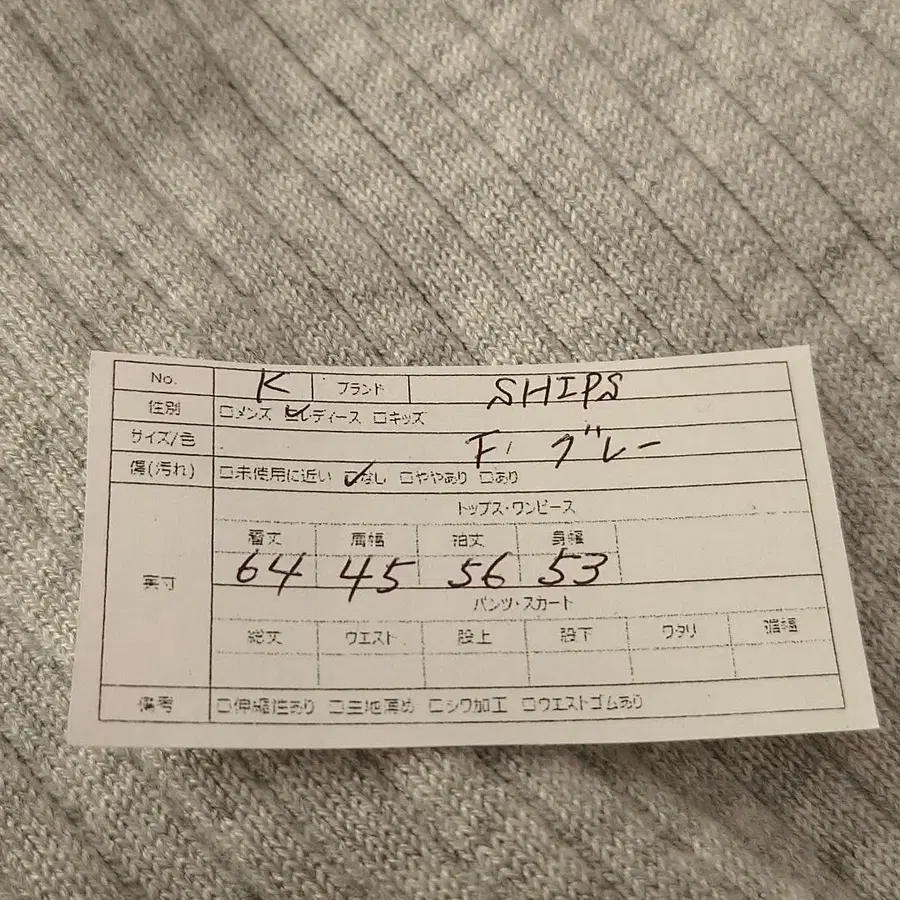 No. K ブランド SHIPS
性別 □メンズ ☑レディース □キッズ
サイズ/色 F, グレー
傷(汚れ) □未使用に近い ☑なし □ややあり □あり
トップス・ワンピース
着丈 肩幅 袖丈 身幅
実寸 64 45 56 53
パンツ・スカート
総丈 ウエスト 股上 股下 ワタリ 裾幅
備考 □伸縮性あり □生地薄め □シワ加工 □ウエストゴムあり